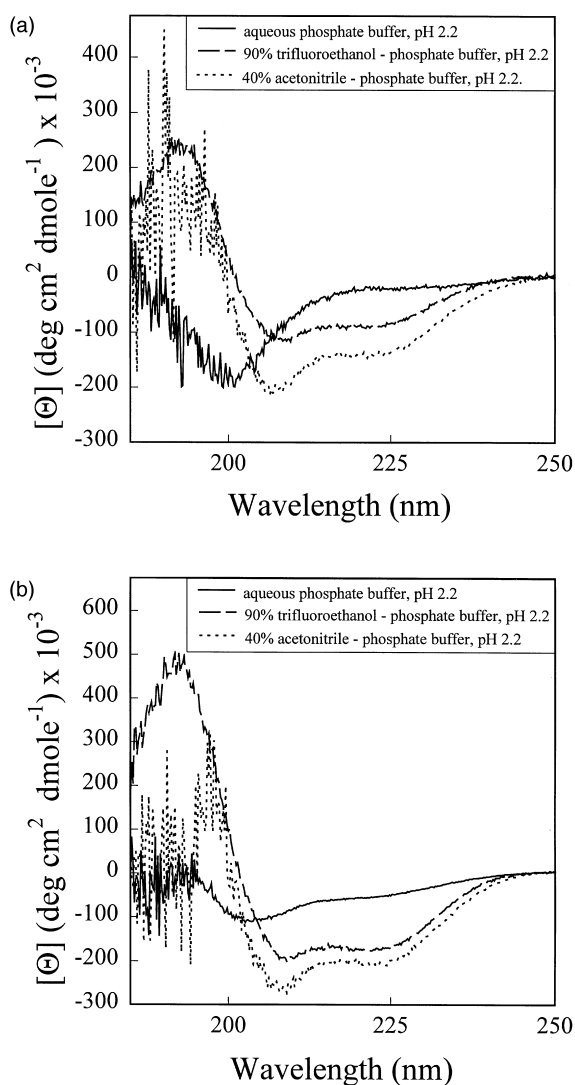 (a)
aqueous phosphate buffer, pH 2.2
90% trifluoroethanol - phosphate buffer, pH 2.2
40% acetonitrile - phosphate buffer, pH 2.2.
400
300
200
100
0
-100
-200
-300
[Θ] (deg cm² dmole⁻¹) x 10⁻³
200
225
250
Wavelength (nm)
(b)
aqueous phosphate buffer, pH 2.2
90% trifluoroethanol - phosphate buffer, pH 2.2
40% acetonitrile - phosphate buffer, pH 2.2
600
500
400
300
200
100
0
-100
-200
-300
[Θ] (deg cm² dmole⁻¹) x 10⁻³
200
225
250
Wavelength (nm)